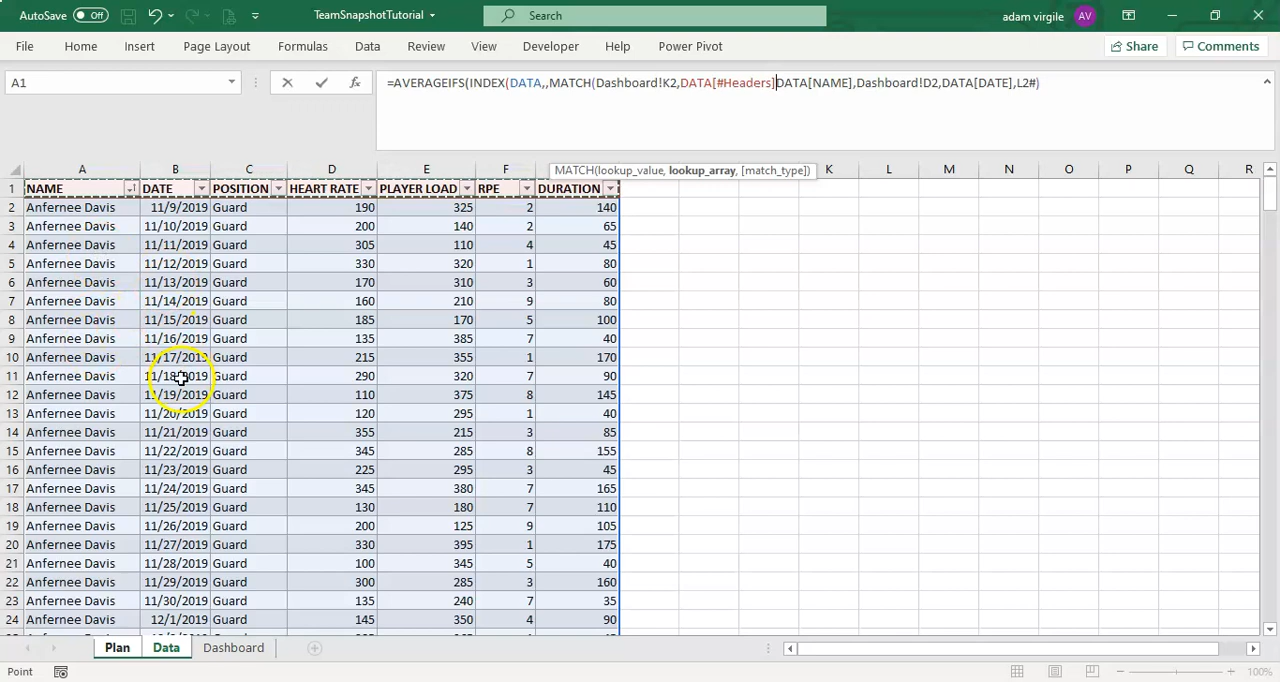 AutoSave Off TeamSnapshotTutorial Search adam virgile AV
File Home Insert Page Layout Formulas Data Review View Developer Help Power Pivot Share Comments
A1 fx =AVERAGEIFS(INDEX(DATA,,MATCH(Dashboard!K2,DATA[#Headers]DATA[NAME],Dashboard!D2,DATA[DATE],L2#)
MATCH(lookup_value, lookup_array, [match_type])
A B C D E F K L M N O P Q R
1 NAME DATE POSITION HEART RATE PLAYER LOAD RPE DURATION
2 Anfernee Davis 11/9/2019 Guard 190 325 2 140
3 Anfernee Davis 11/10/2019 Guard 200 140 2 65
4 Anfernee Davis 11/11/2019 Guard 305 110 4 45
5 Anfernee Davis 11/12/2019 Guard 330 320 1 80
6 Anfernee Davis 11/13/2019 Guard 170 310 3 60
7 Anfernee Davis 11/14/2019 Guard 160 210 9 80
8 Anfernee Davis 11/15/2019 Guard 185 170 5 100
9 Anfernee Davis 11/16/2019 Guard 135 385 7 40
10 Anfernee Davis 11/17/2019 Guard 215 355 1 170
11 Anfernee Davis 11/18/2019 Guard 290 320 7 90
12 Anfernee Davis 11/19/2019 Guard 110 375 8 145
13 Anfernee Davis 11/20/2019 Guard 120 295 1 40
14 Anfernee Davis 11/21/2019 Guard 355 215 3 85
15 Anfernee Davis 11/22/2019 Guard 345 285 8 155
16 Anfernee Davis 11/23/2019 Guard 225 295 3 45
17 Anfernee Davis 11/24/2019 Guard 345 380 7 165
18 Anfernee Davis 11/25/2019 Guard 130 180 7 110
19 Anfernee Davis 11/26/2019 Guard 200 125 9 105
20 Anfernee Davis 11/27/2019 Guard 330 395 1 175
21 Anfernee Davis 11/28/2019 Guard 100 345 5 40
22 Anfernee Davis 11/29/2019 Guard 300 285 3 160
23 Anfernee Davis 11/30/2019 Guard 135 240 7 35
24 Anfernee Davis 12/1/2019 Guard 145 350 4 90
Plan Data Dashboard
Point 100%